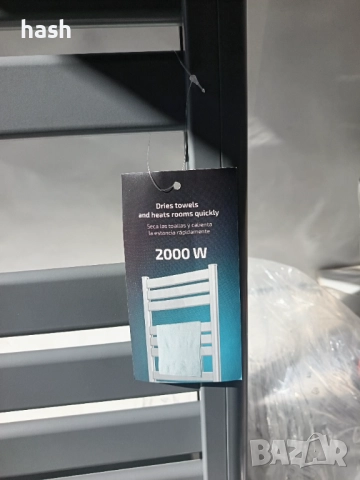 hash
Dries towels
and heats rooms quickly
Seca las toallas y calienta
la estancia rápidamente
2000 W
BAZAR